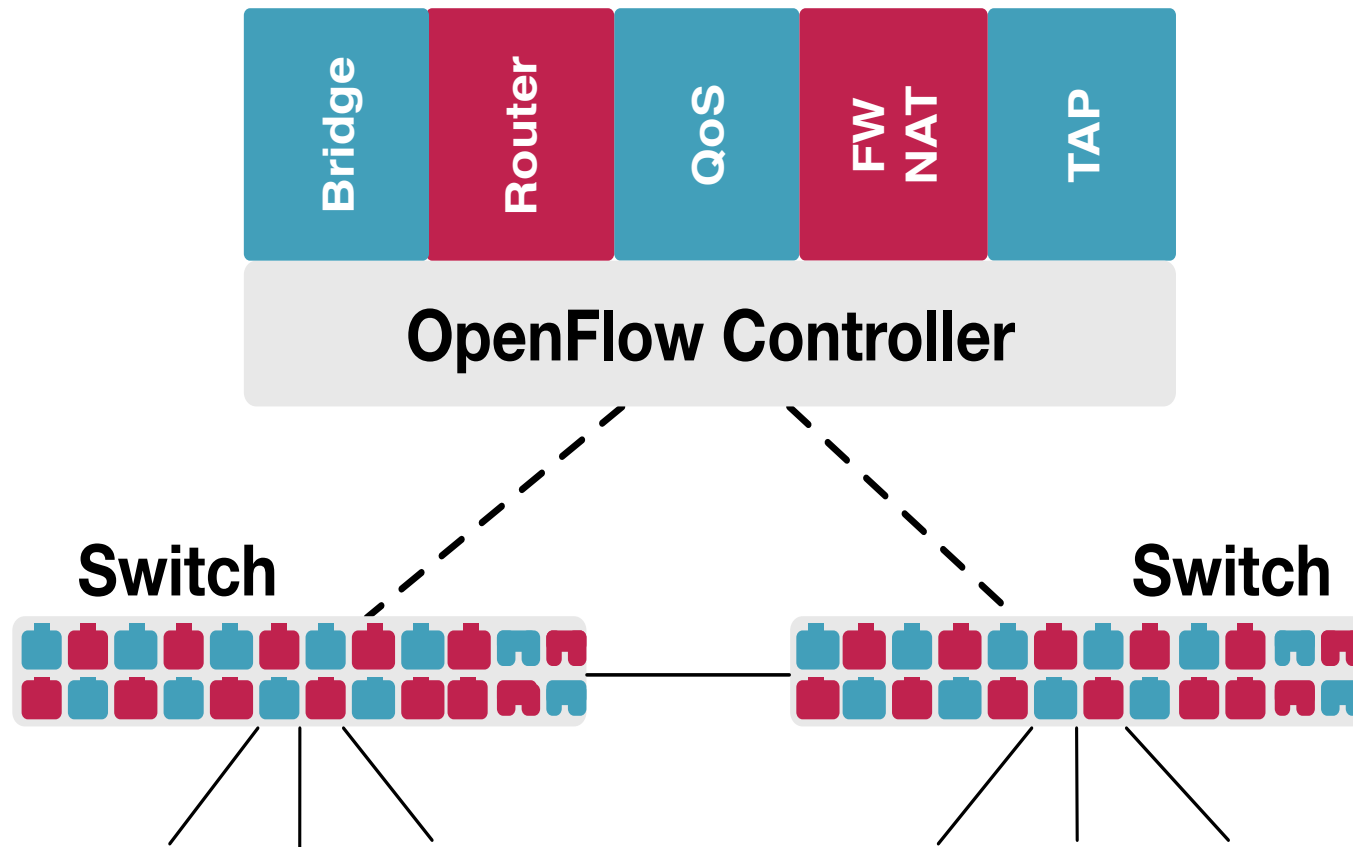 Bridge
Router
QoS
FW
NAT
TAP
OpenFlow Controller
Switch
Switch